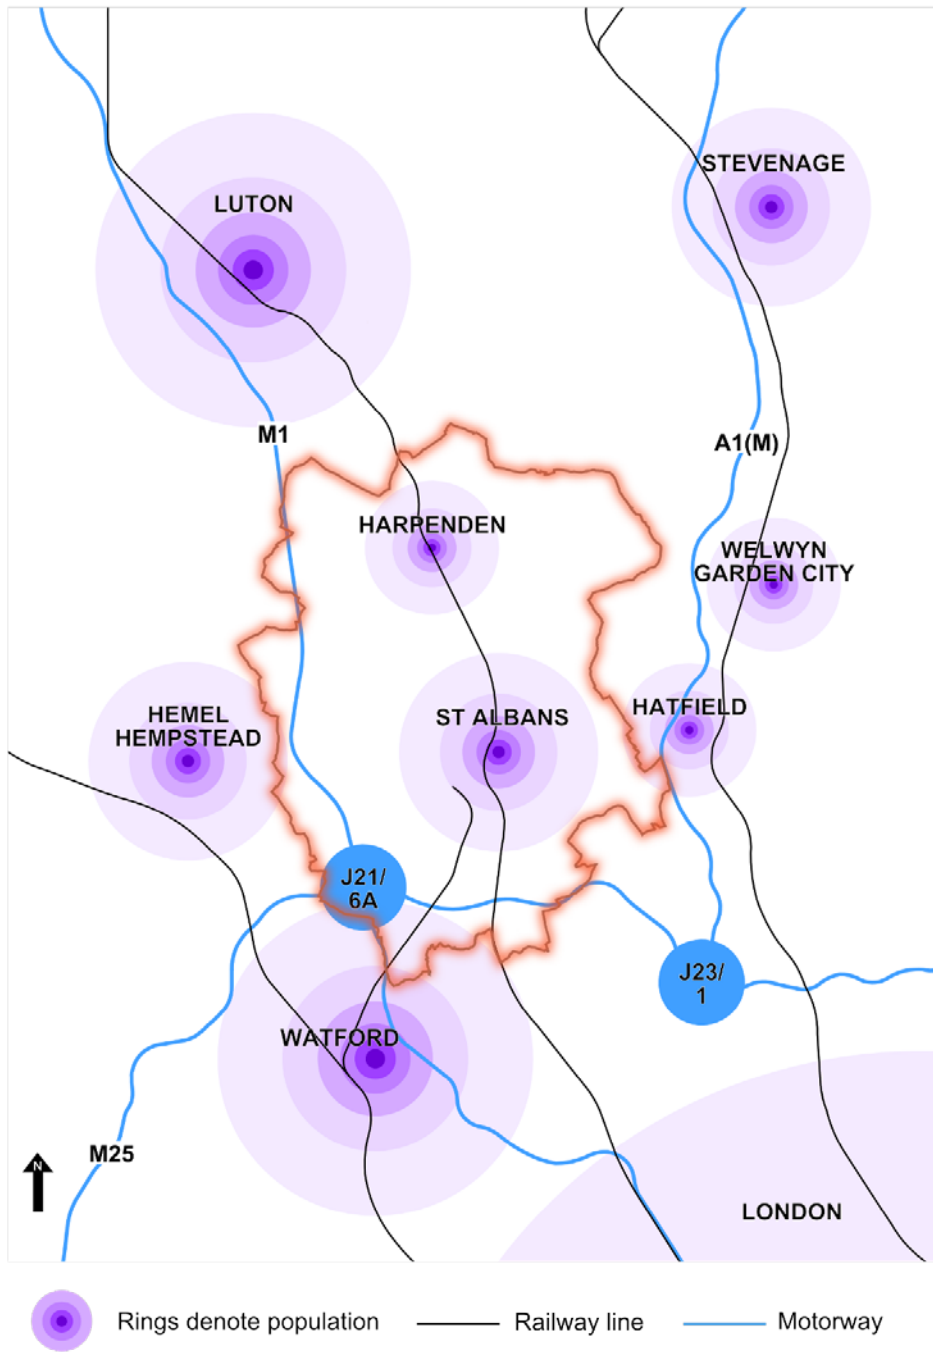 STEVENAGE
LUTON
M1
A1(M)
HARPENDEN
WELWYN
GARDEN CITY
HEMEL
HEMPSTEAD
ST ALBANS
HATFIELD
J21/
6A
J23/
1
WATFORD
M25
N
LONDON
Rings denote population
Railway line
Motorway